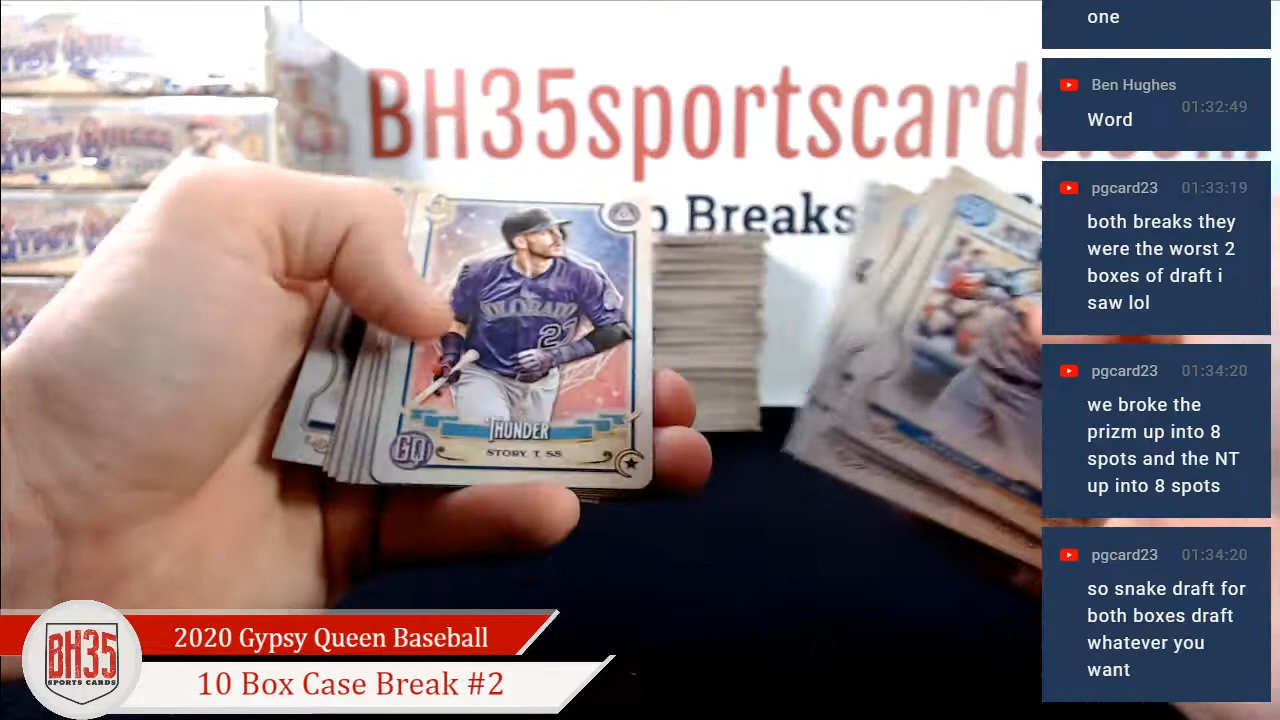 BH35sportscards.com
Breaks
COLORADO
27
THUNDER
STORY, T. SS
GQ
one
Ben Hughes
01:32:49
Word
pgcard23 01:33:19
both breaks they
were the worst 2
boxes of draft i
saw lol
pgcard23 01:34:20
we broke the
prizm up into 8
spots and the NT
up into 8 spots
pgcard23 01:34:20
so snake draft for
both boxes draft
whatever you
want
BH35
SPORTS CARDS
2020 Gypsy Queen Baseball
10 Box Case Break #2